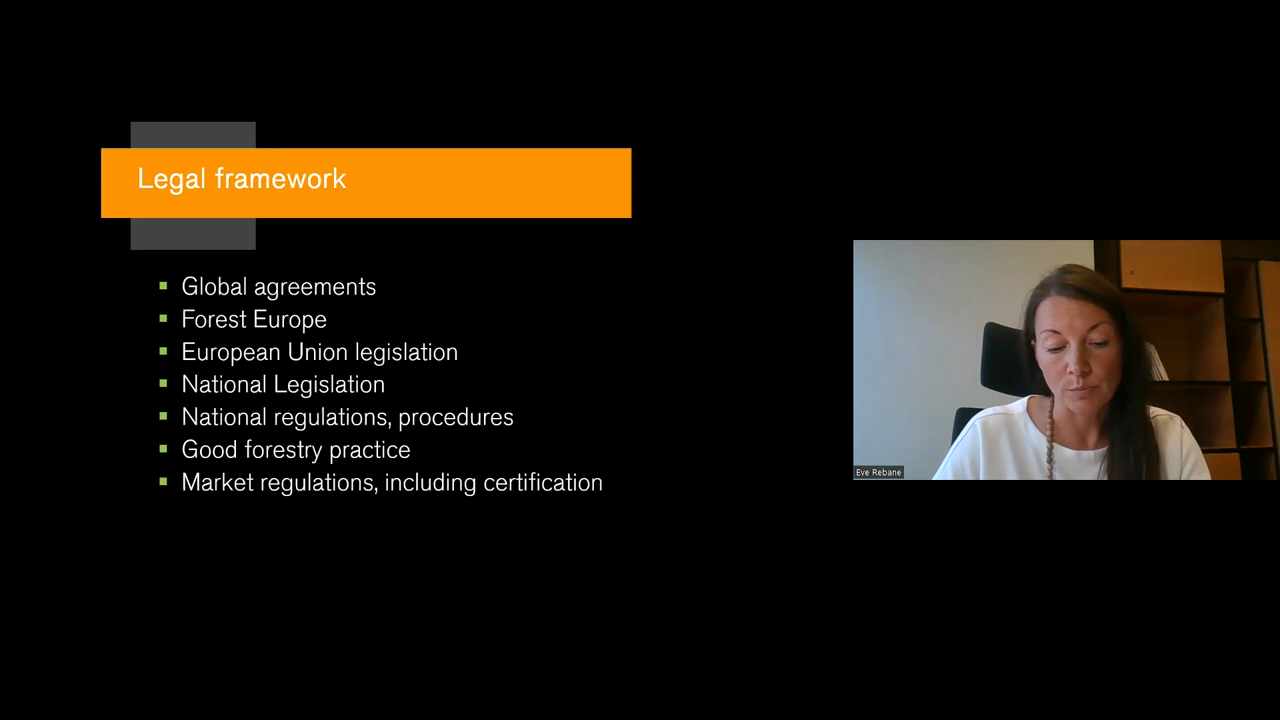 Legal framework
Global agreements
Forest Europe
European Union legislation
National Legislation
National regulations, procedures
Good forestry practice
Market regulations, including certification
Eve Rebane